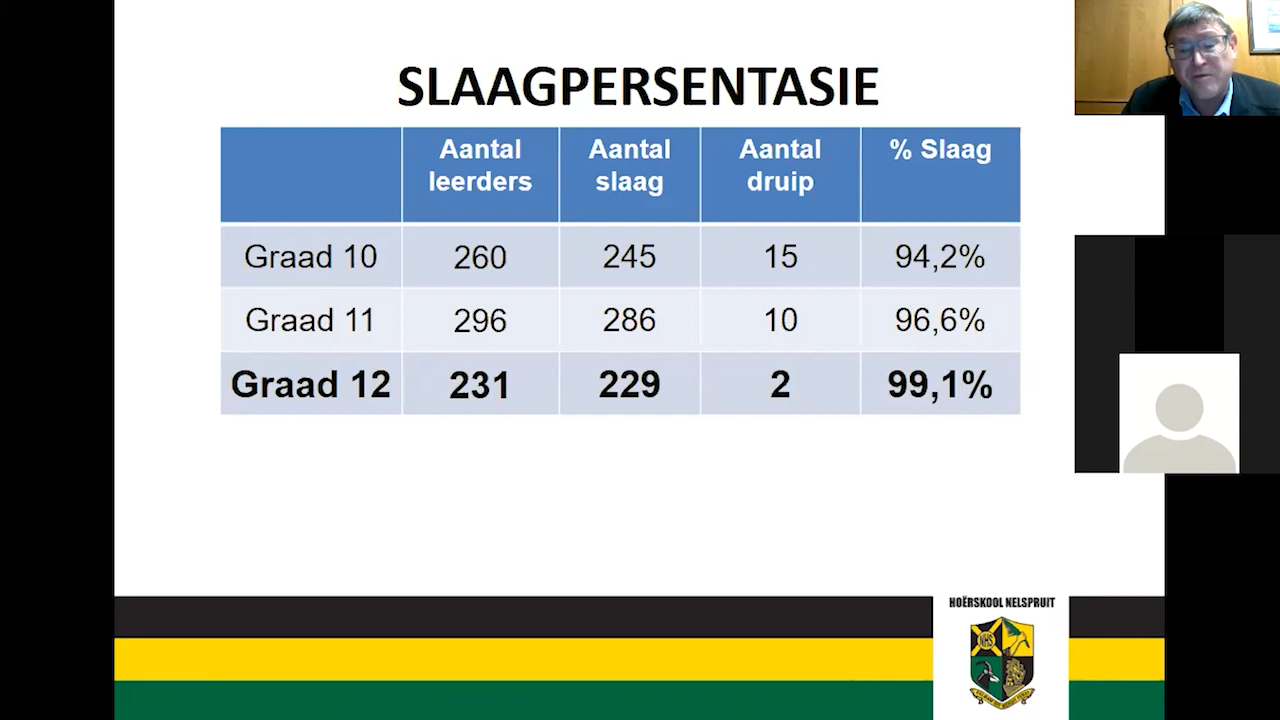 SLAAGPERSENTASIE
Aantal leerders Aantal slaag Aantal druip % Slaag
Graad 10 260 245 15 94,2%
Graad 11 296 286 10 96,6%
Graad 12 231 229 2 99,1%
HOËRSKOOL NELSPRUIT
NHS